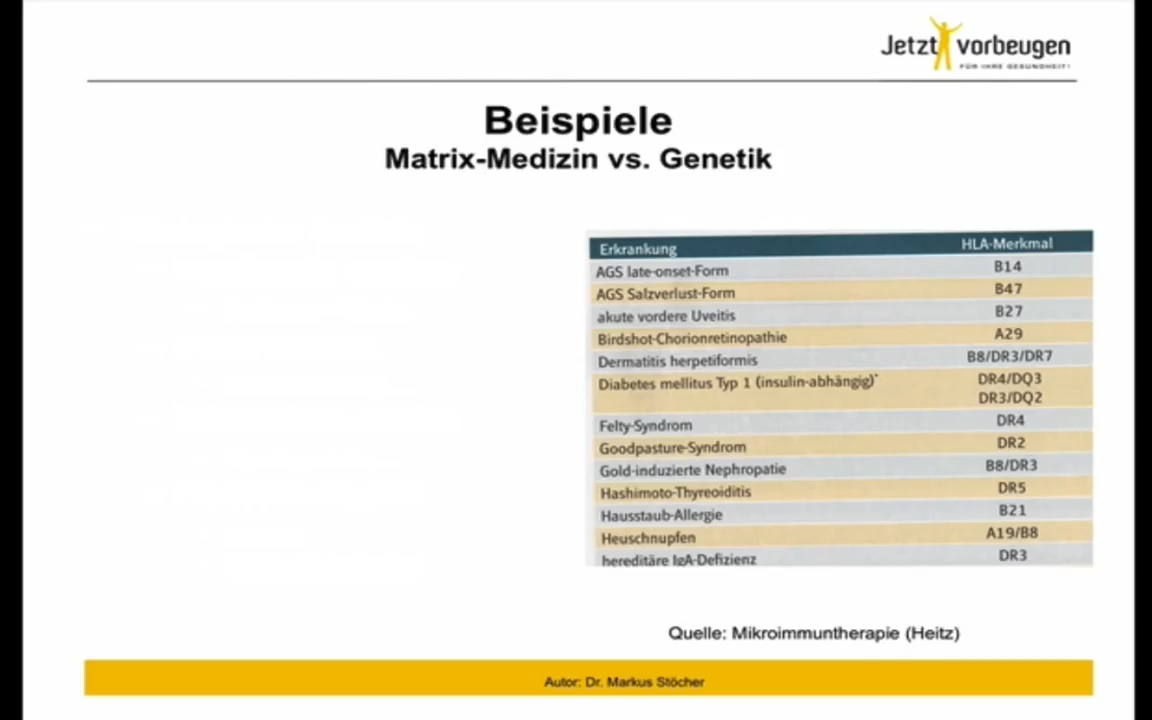 Jetzt vorbeugen
FÜR IHRE GESUNDHEIT!
Beispiele
Matrix-Medizin vs. Genetik
Erkrankung HLA-Merkmal
AGS late-onset-Form B14
AGS Salzverlust-Form B47
akute vordere Uveitis B27
Birdshot-Chorionretinopathie A29
Dermatitis herpetiformis B8/DR3/DR7
Diabetes mellitus Typ 1 (insulin-abhängig)* DR4/DQ3
DR3/DQ2
Felty-Syndrom DR4
Goodpasture-Syndrom DR2
Gold-induzierte Nephropatie B8/DR3
Hashimoto-Thyreoiditis DR5
Hausstaub-Allergie B21
Heuschnupfen A19/B8
hereditäre IgA-Defizienz DR3
Quelle: Mikroimmuntherapie (Heitz)
Autor: Dr. Markus Stöcher